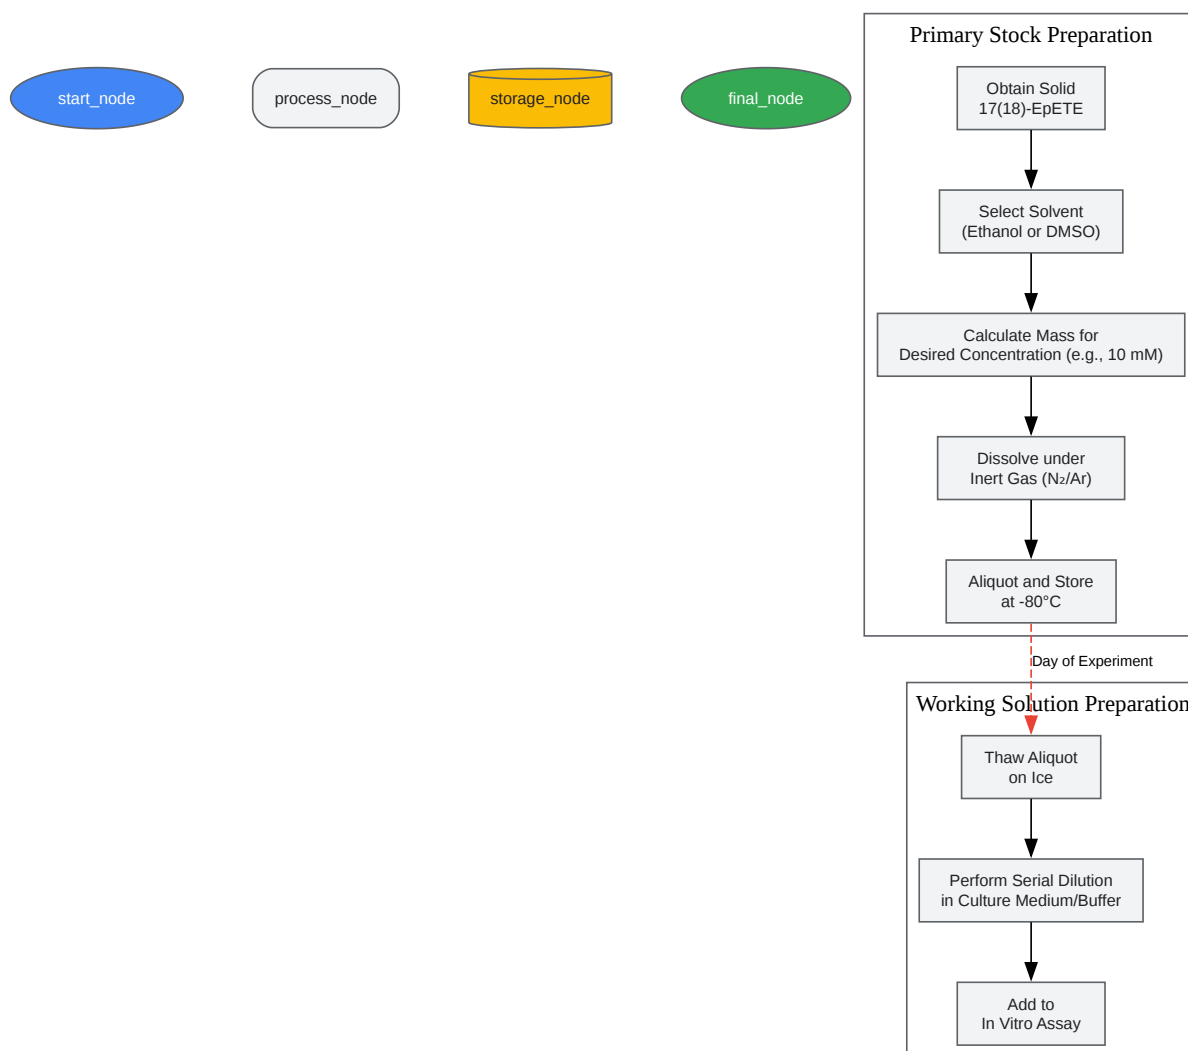 Primary Stock Preparation
start_node
process_node
storage_node
final_node
Obtain Solid
17(18)-EpETE
Select Solvent
(Ethanol or DMSO)
Calculate Mass for
Desired Concentration (e.g., 10 mM)
Dissolve under
Inert Gas (N₂/Ar)
Aliquot and Store
at -80°C
Day of Experiment
Working Solution Preparation
Thaw Aliquot
on Ice
Perform Serial Dilution
in Culture Medium/Buffer
Add to
In Vitro Assay